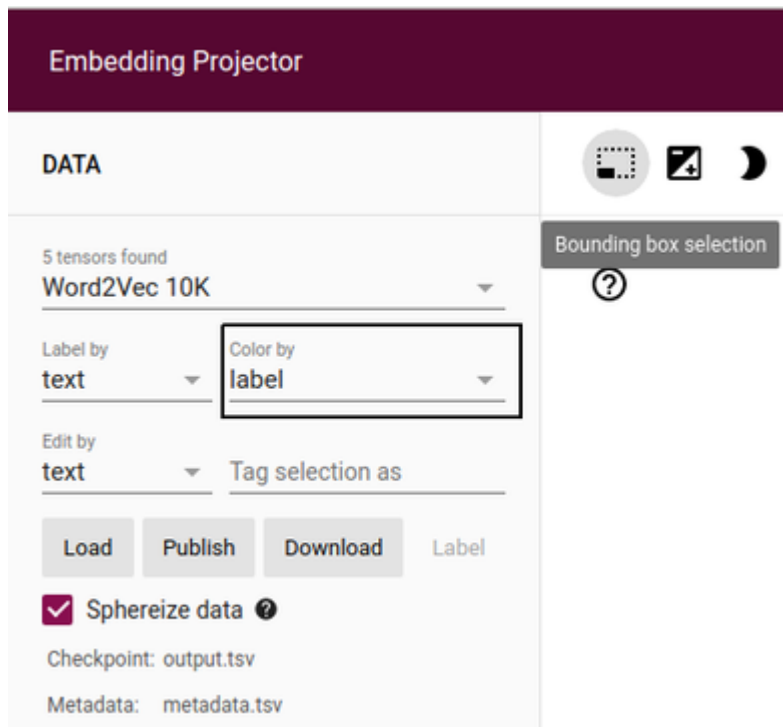 Embedding Projector
DATA
Bounding box selection
5 tensors found
Word2Vec 10K
Label by
text
Color by
label
Edit by
text
Tag selection as
Load Publish Download Label
Sphereize data
Checkpoint: output.tsv
Metadata: metadata.tsv